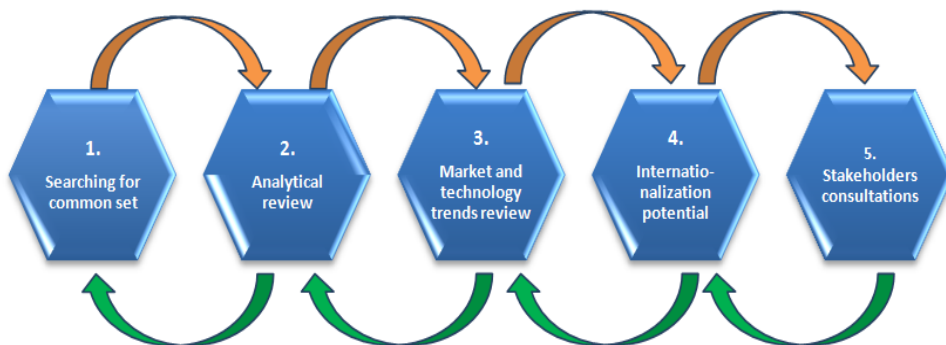 1.
Searching for
common set
2.
Analytical
review
3.
Market and
technology
trends review
4.
Internatio-
nalization
potential
5.
Stakeholders
consultations